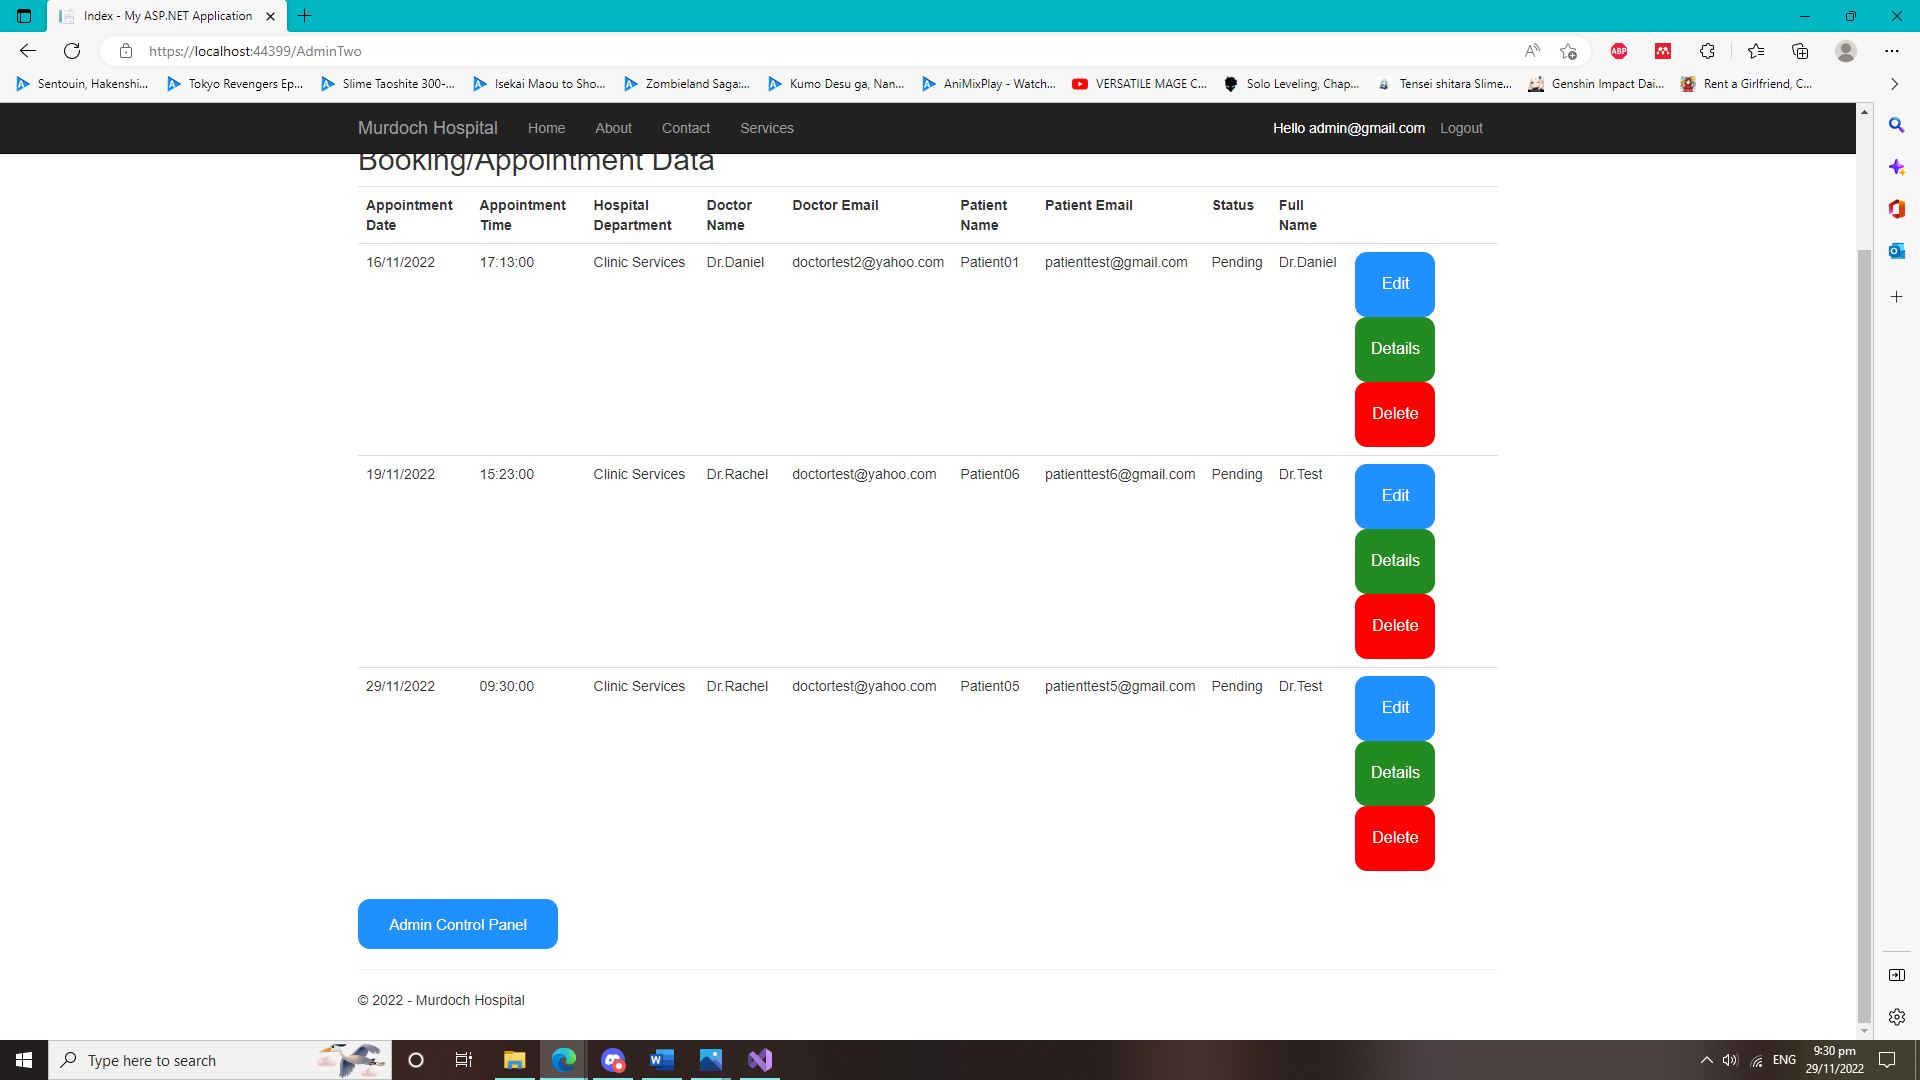 Index - My ASP.NET Application
https://localhost:44399/AdminTwo
Sentouin, Hakenshi... Tokyo Revengers Ep... Slime Taoshite 300-... Isekai Maou to Sho... Zombieland Saga:... Kumo Desu ga, Nan... AniMixPlay - Watch... VERSATILE MAGE C... Solo Leveling, Chap... Tensei shitara Slime... Genshin Impact Dai... Rent a Girlfriend, C...
Murdoch Hospital Home About Contact Services Hello admin@gmail.com Logout
Booking/Appointment Data
Appointment Appointment Hospital Doctor Doctor Email Patient Patient Email Status Full
Date Time Department Name Name Name
16/11/2022 17:13:00 Clinic Services Dr.Daniel doctortest2@yahoo.com Patient01 patienttest@gmail.com Pending Dr.Daniel
Edit
Details
Delete
19/11/2022 15:23:00 Clinic Services Dr.Rachel doctortest@yahoo.com Patient06 patienttest6@gmail.com Pending Dr.Test
Edit
Details
Delete
29/11/2022 09:30:00 Clinic Services Dr.Rachel doctortest@yahoo.com Patient05 patienttest5@gmail.com Pending Dr.Test
Edit
Details
Delete
Admin Control Panel
© 2022 - Murdoch Hospital
Type here to search
ENG
9:30 pm
29/11/2022